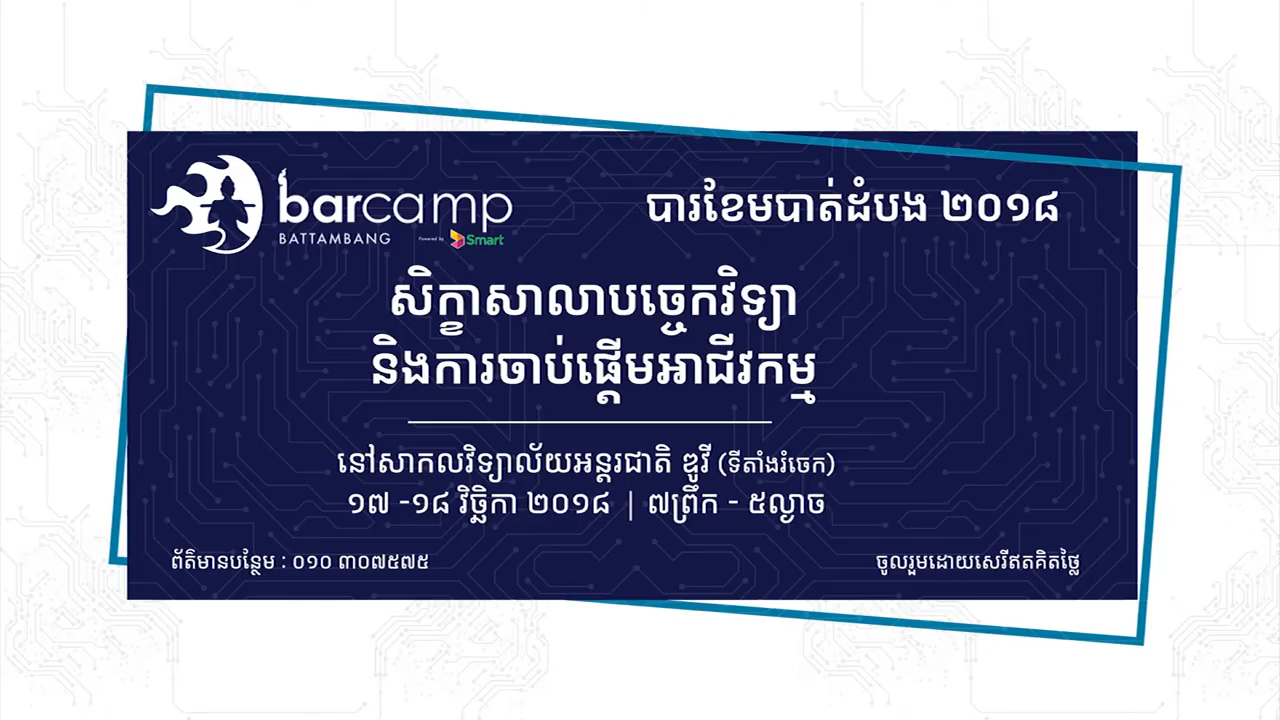 barcamp
BATTAMBANG
Powered by Smart
បារខែមបាត់ដំបង ២០១៨
សិក្ខាសាលាបច្ចេកវិទ្យា
និងការចាប់ផ្ដើមអាជីវកម្ម
នៅសាកលវិទ្យាល័យអន្តរជាតិ ឌូវី (ទីតាំងរំចេក)
១៧ -១៨ វិច្ឆិកា ២០១៨ | ៧ព្រឹក - ៥ល្ងាច
ព័ត៌មានបន្ថែម : ០១០ ៣០៧៥៧៥
ចូលរួមដោយសេរីឥតគិតថ្លៃ